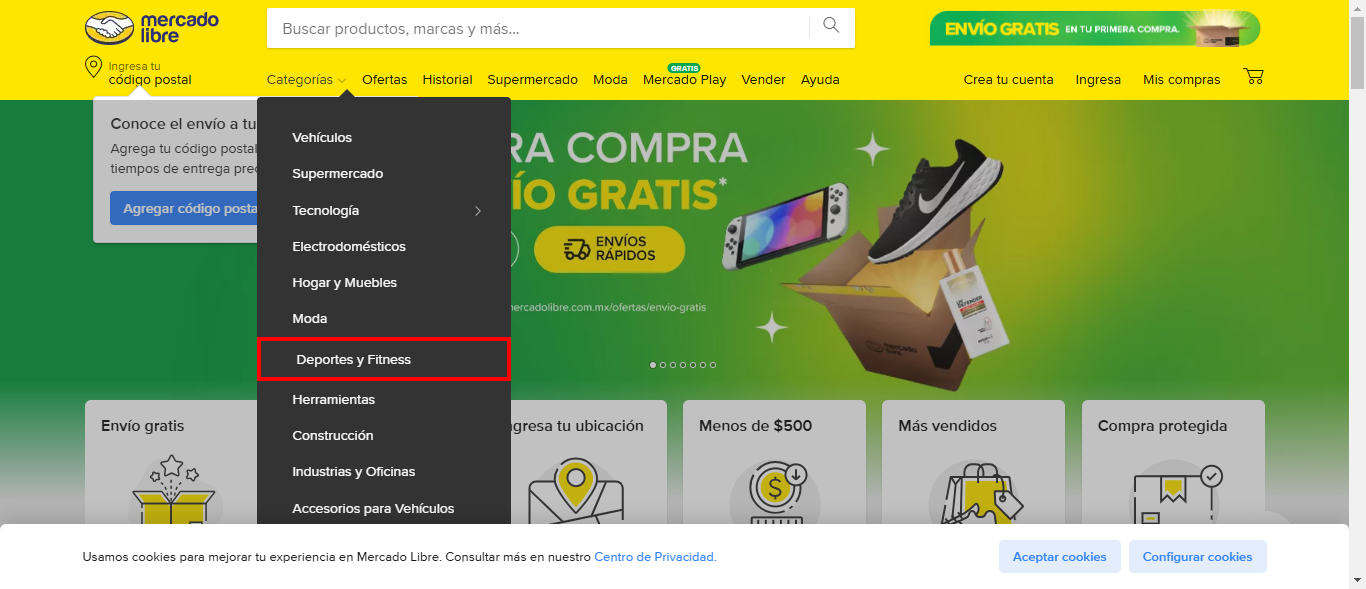 mercado
libre
Buscar productos, marcas y más...
ENVÍO GRATIS EN TU PRIMERA COMPRA.
Ingresa tu
código postal
Categorías
Ofertas
Historial
Supermercado
Moda
GRATIS
Mercado Play
Vender
Ayuda
Crea tu cuenta
Ingresa
Mis compras
Conoce el envío a tu
Agrega tu código postal
tiempos de entrega
Agregar código
Vehículos
Supermercado
Tecnología
Electrodomésticos
Hogar y Muebles
Moda
Deportes y Fitness
Herramientas
Construcción
Industrias y Oficinas
Accesorios para Vehículos
RA COMPRA
ÍO GRATIS*
ENVÍOS
RÁPIDOS
mercadolibre.com.mx/ofertas/envio-gratis
mercado
libre
Envío gratis
ngresa tu ubicación
Menos de $500
Más vendidos
Compra protegida
Usamos cookies para mejorar tu experiencia en Mercado Libre. Consultar más en nuestro Centro de Privacidad.
Aceptar cookies
Configurar cookies